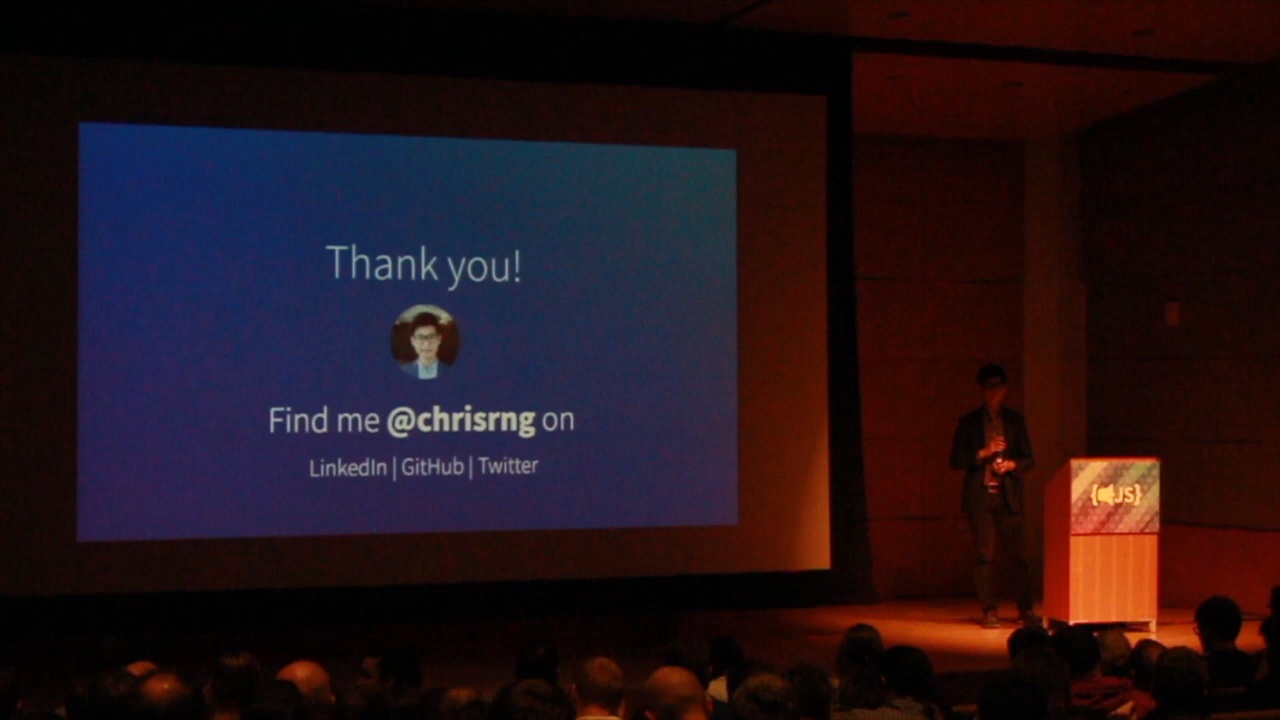 Thank you!
Find me @chrisrng on
LinkedIn | GitHub | Twitter
{JS}